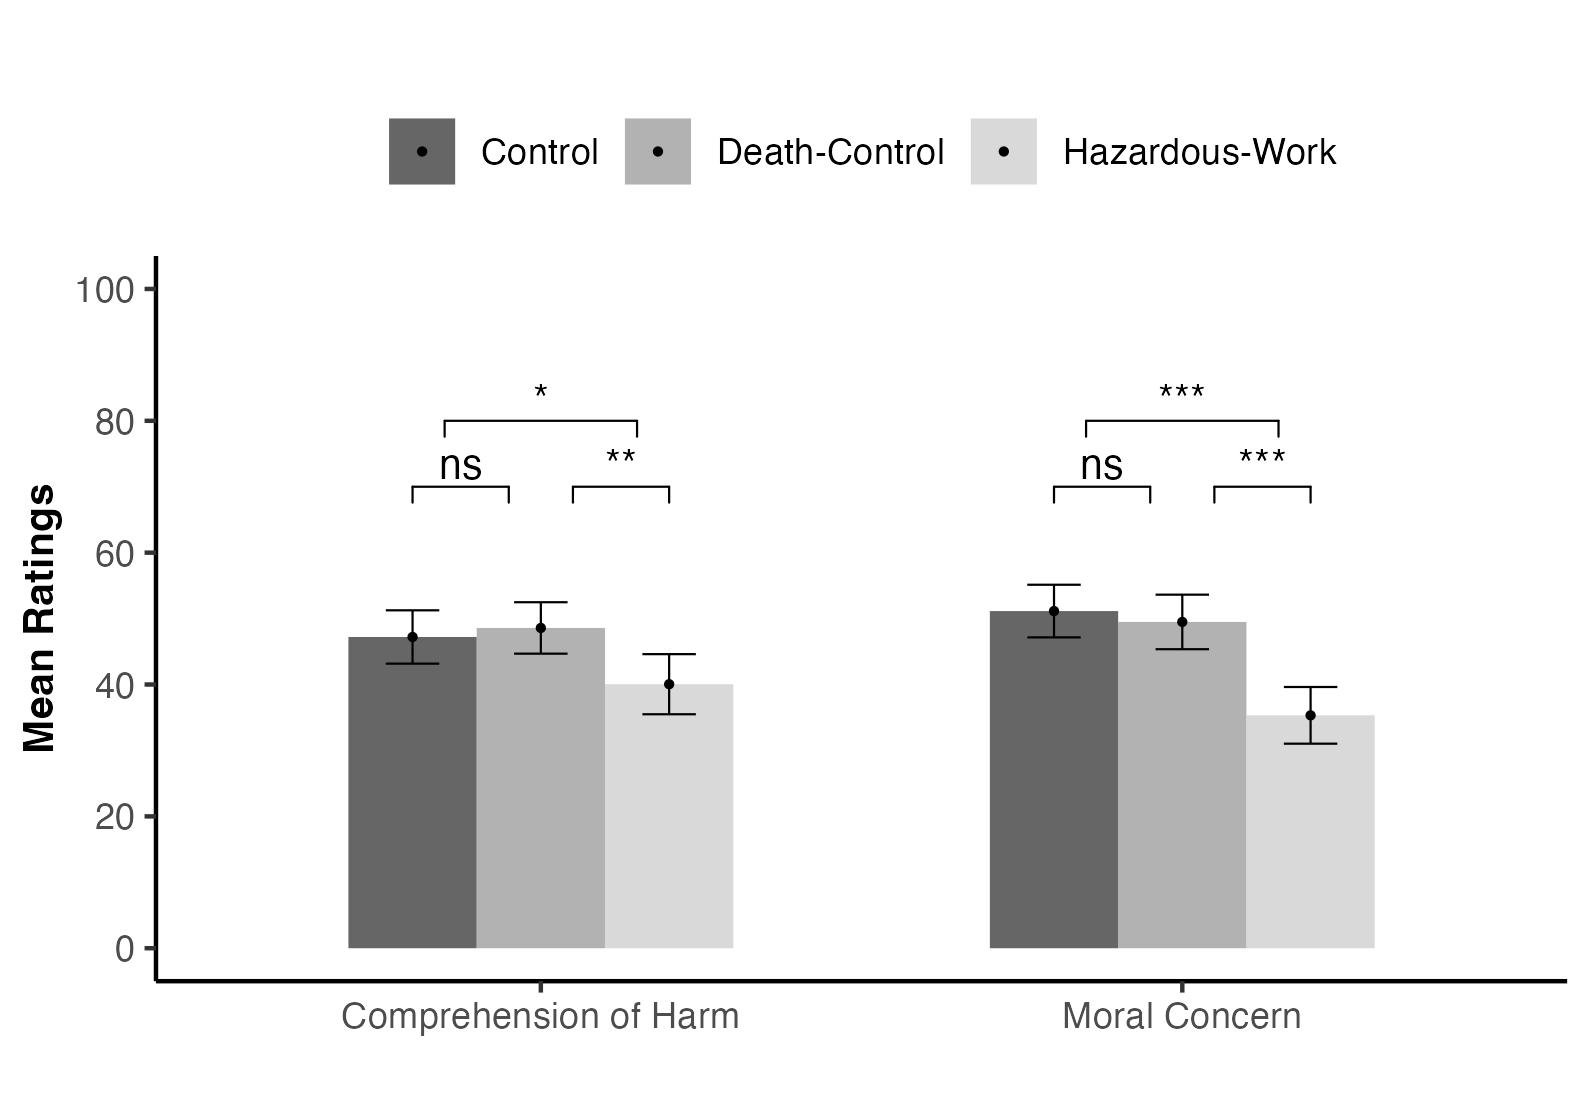 Control Death-Control Hazardous-Work
Mean Ratings
100
80
60
40
20
0
* ***
ns ** ns ***
Comprehension of Harm Moral Concern